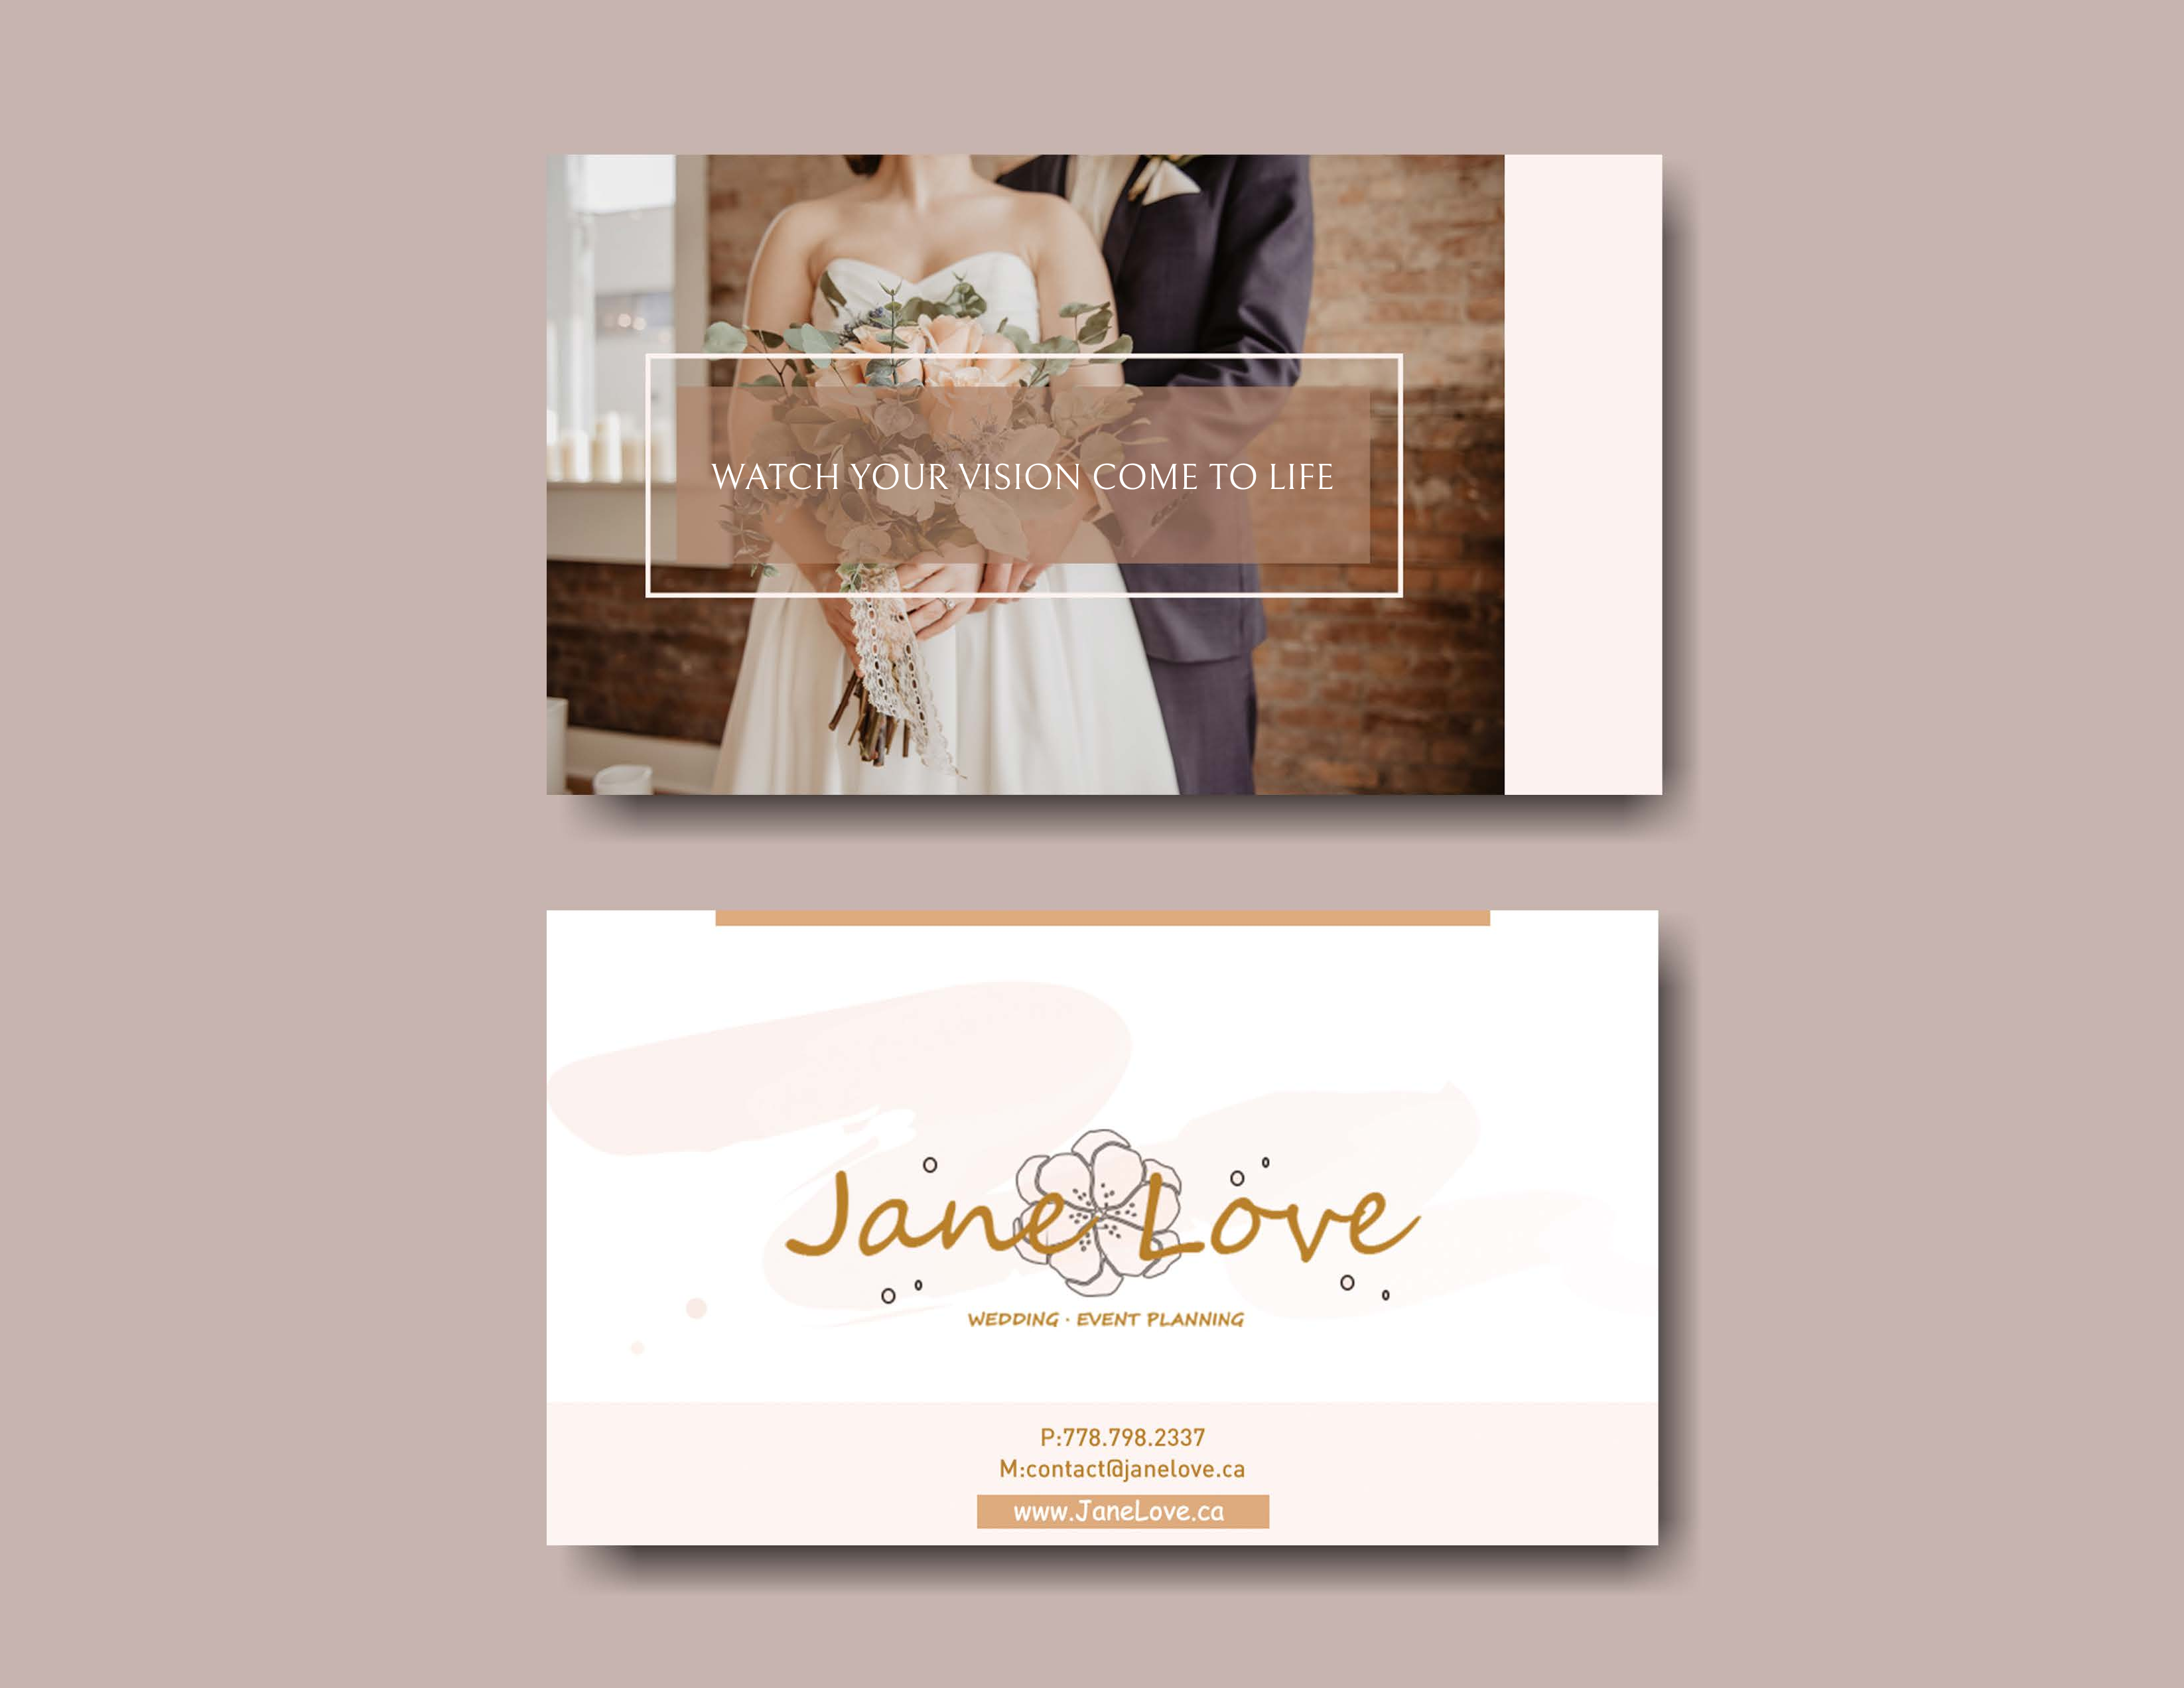 WATCH YOUR VISION COME TO LIFE
Jane Love
WEDDING · EVENT PLANNING
P:778.798.2337
M:contact@janelove.ca
www.JaneLove.ca